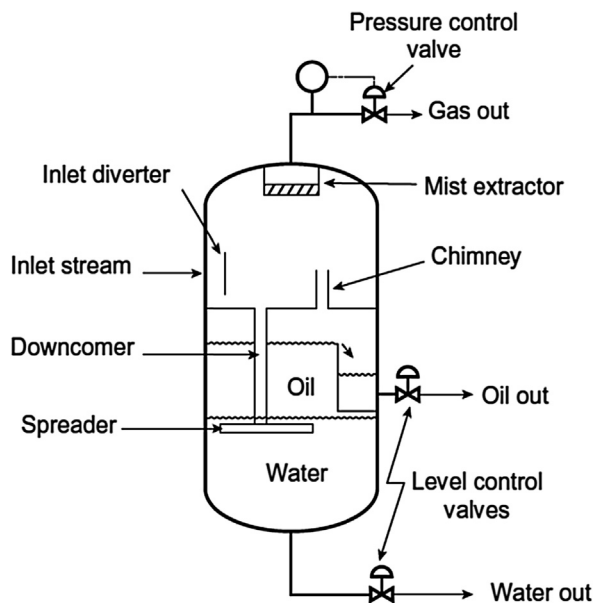 Pressure control
valve
Gas out
Inlet diverter
Mist extractor
Inlet stream
Chimney
Downcomer
Oil
Oil out
Spreader
Water
Level control
valves
Water out